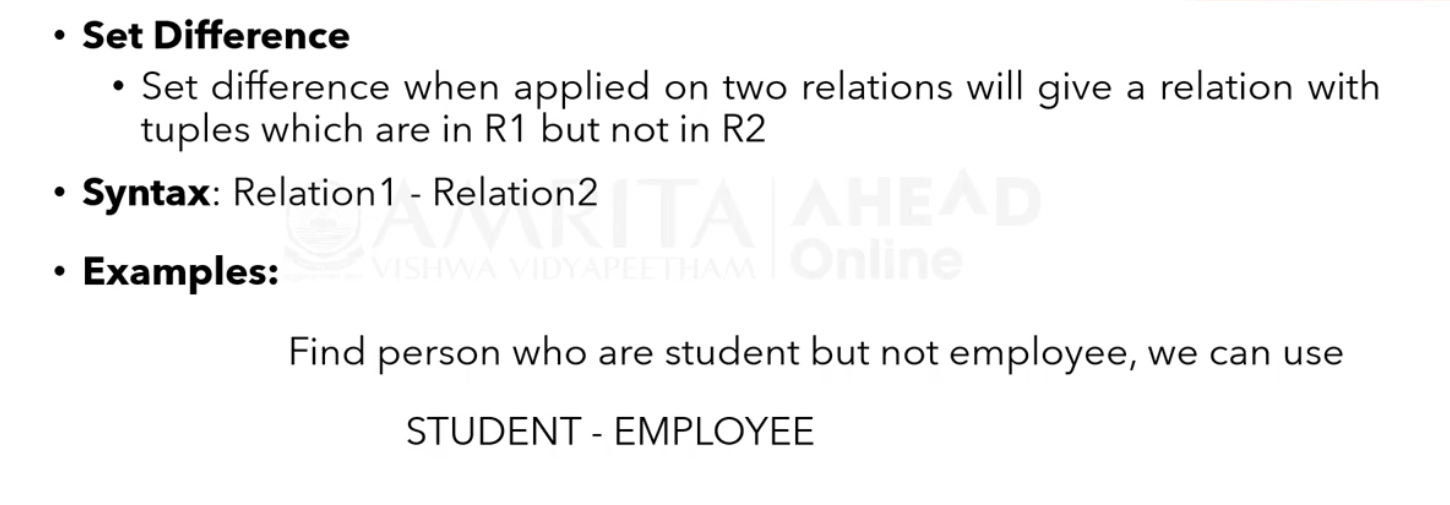 • Set Difference
• Set difference when applied on two relations will give a relation with
tuples which are in R1 but not in R2
• Syntax: Relation1 - Relation2
AMRITA AHEAD
VISHWA VIDYAPEETHAM Online
• Examples:
Find person who are student but not employee, we can use
STUDENT - EMPLOYEE